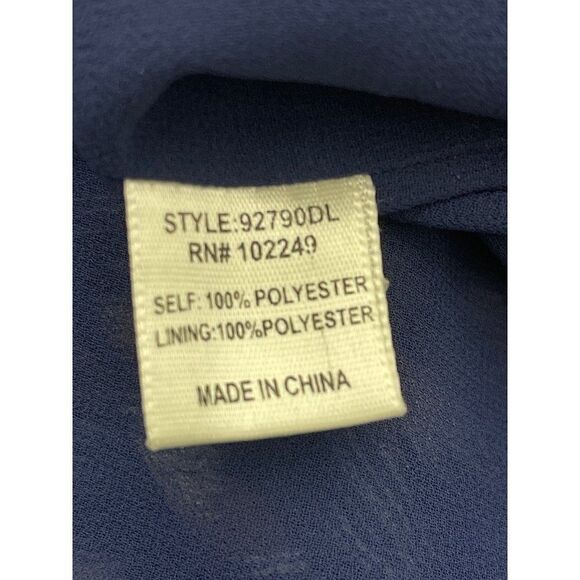 STYLE:92790DL
RN# 102249
SELF: 100% POLYESTER
LINING:100%POLYESTER
MADE IN CHINA